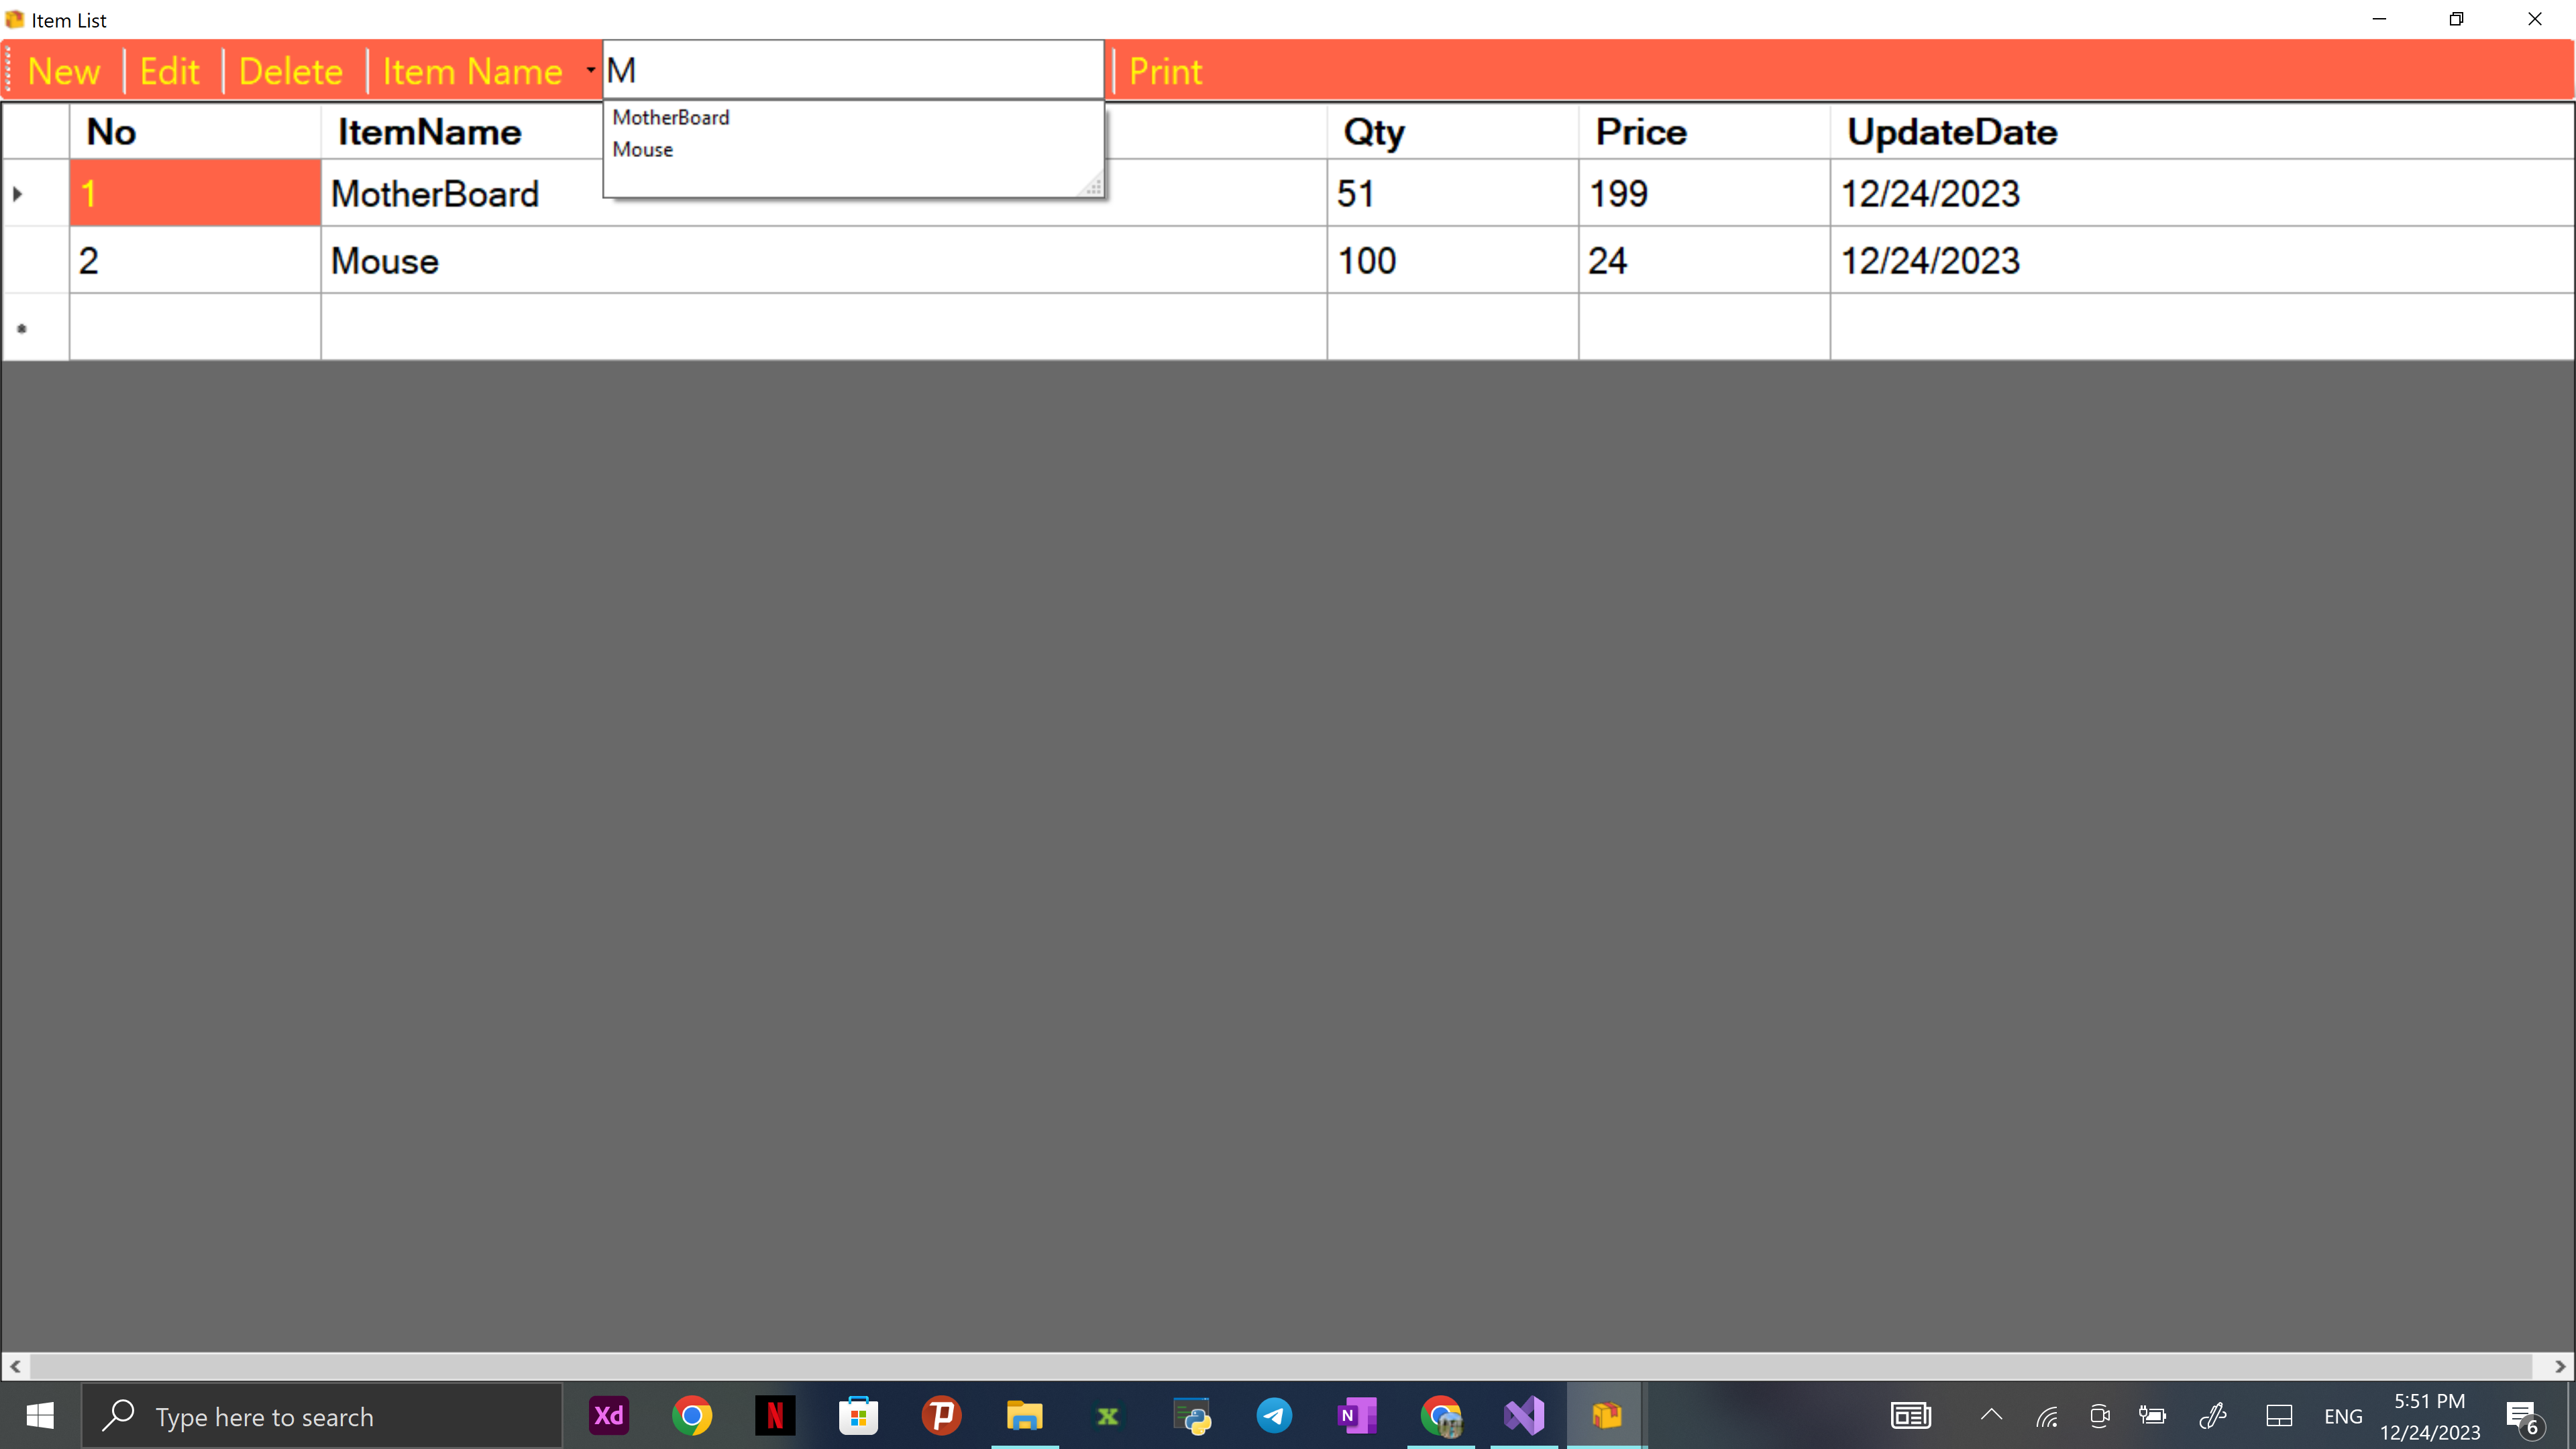 Item List
New Edit Delete Item Name M Print
MotherBoard
Mouse
No ItemName Qty Price UpdateDate
1 MotherBoard 51 199 12/24/2023
2 Mouse 100 24 12/24/2023
Type here to search
Xd
N
P
X
N
ENG
5:51 PM
12/24/2023
6